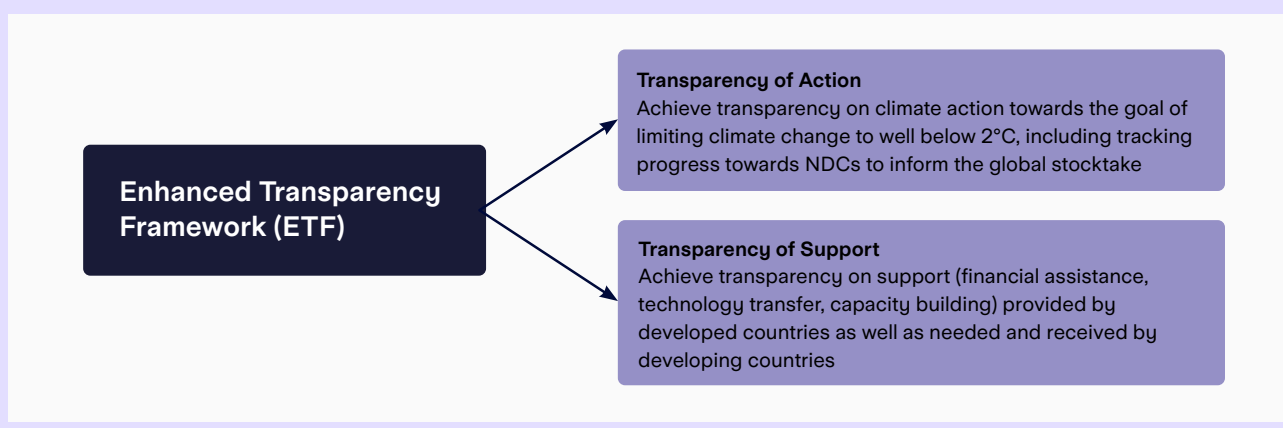 Enhanced Transparency
Framework (ETF)
Transparency of Action
Achieve transparency on climate action towards the goal of
limiting climate change to well below 2°C, including tracking
progress towards NDCs to inform the global stocktake
Transparency of Support
Achieve transparency on support (financial assistance,
technology transfer, capacity building) provided by
developed countries as well as needed and received by
developing countries